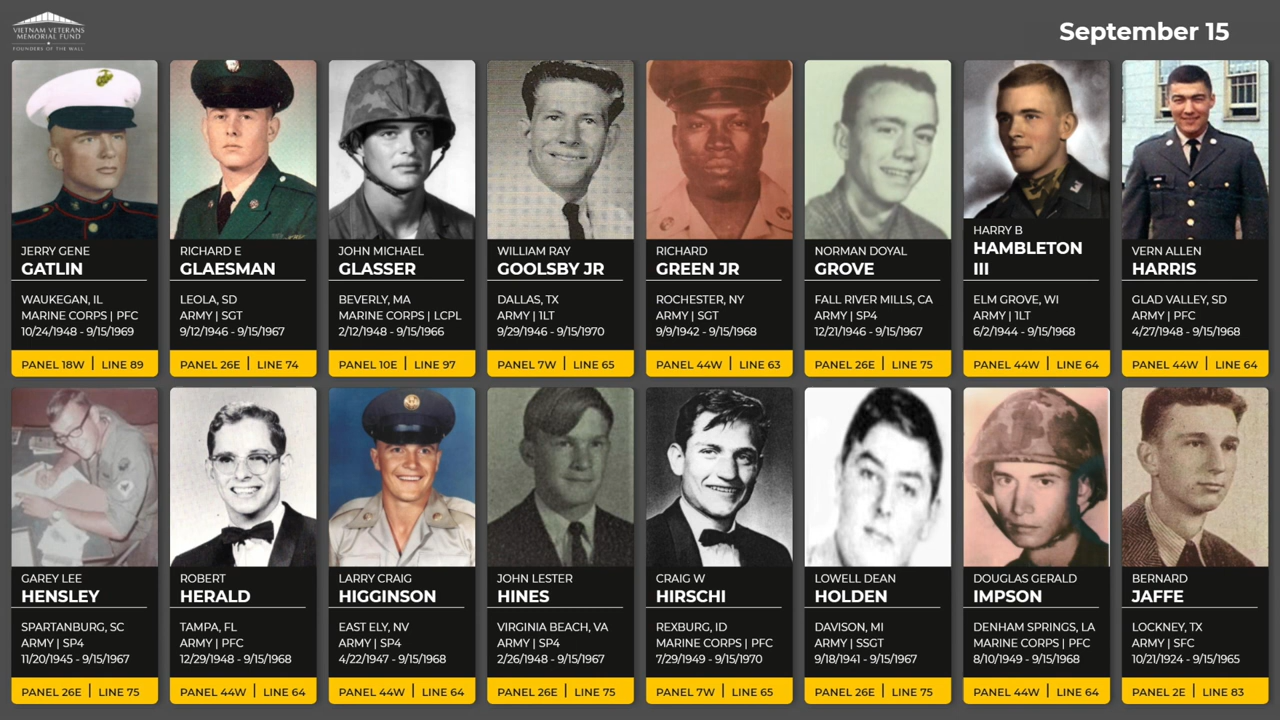 VIETNAM VETERANS
MEMORIAL FUND
FOUNDERS OF THE WALL
September 15
JERRY GENE
GATLIN
WAUKEGAN, IL
MARINE CORPS | PFC
10/24/1948 - 9/15/1969
PANEL 18W | LINE 89
RICHARD E
GLAESMAN
LEOLA, SD
ARMY | SGT
9/12/1946 - 9/15/1967
PANEL 26E | LINE 74
JOHN MICHAEL
GLASSER
BEVERLY, MA
MARINE CORPS | LCPL
2/12/1948 - 9/15/1966
PANEL 10E | LINE 97
WILLIAM RAY
GOOLSBY JR
DALLAS, TX
ARMY | 1LT
9/29/1946 - 9/15/1970
PANEL 7W | LINE 65
RICHARD
GREEN JR
ROCHESTER, NY
ARMY | SGT
9/9/1942 - 9/15/1968
PANEL 44W | LINE 63
NORMAN DOYAL
GROVE
FALL RIVER MILLS, CA
ARMY | SP4
12/21/1946 - 9/15/1967
PANEL 26E | LINE 75
HARRY B
HAMBLETON
III
ELM GROVE, WI
ARMY | 1LT
6/2/1944 - 9/15/1968
PANEL 44W | LINE 64
VERN ALLEN
HARRIS
GLAD VALLEY, SD
ARMY | PFC
4/27/1948 - 9/15/1968
PANEL 44W | LINE 64
GAREY LEE
HENSLEY
SPARTANBURG, SC
ARMY | SP4
11/20/1945 - 9/15/1967
PANEL 26E | LINE 75
ROBERT
HERALD
TAMPA, FL
ARMY | PFC
12/29/1948 - 9/15/1968
PANEL 44W | LINE 64
LARRY CRAIG
HIGGINSON
EAST ELY, NV
ARMY | SP4
4/22/1947 - 9/15/1968
PANEL 44W | LINE 64
JOHN LESTER
HINES
VIRGINIA BEACH, VA
ARMY | SP4
2/26/1948 - 9/15/1967
PANEL 26E | LINE 75
CRAIG W
HIRSCHI
REXBURG, ID
MARINE CORPS | PFC
7/29/1949 - 9/15/1970
PANEL 7W | LINE 65
LOWELL DEAN
HOLDEN
DAVISON, MI
ARMY | SSGT
9/18/1941 - 9/15/1967
PANEL 26E | LINE 75
DOUGLAS GERALD
IMPSON
DENHAM SPRINGS, LA
MARINE CORPS | PFC
8/10/1949 - 9/15/1968
PANEL 44W | LINE 64
BERNARD
JAFFE
LOCKNEY, TX
ARMY | SFC
10/21/1924 - 9/15/1965
PANEL 2E | LINE 83